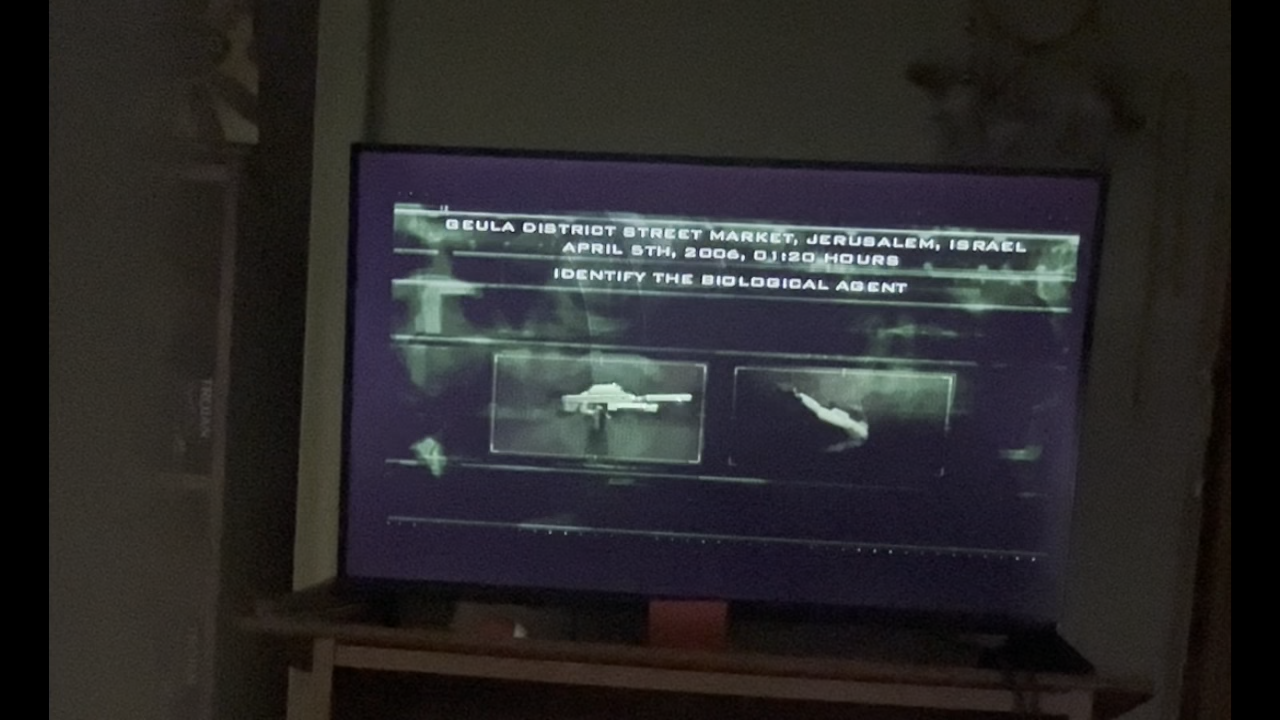 GEULA DISTRICT STREET MARKET, JERUSALEM, ISRAEL
APRIL 5TH, 2006, 01:20 HOURS
IDENTIFY THE BIOLOGICAL AGENT